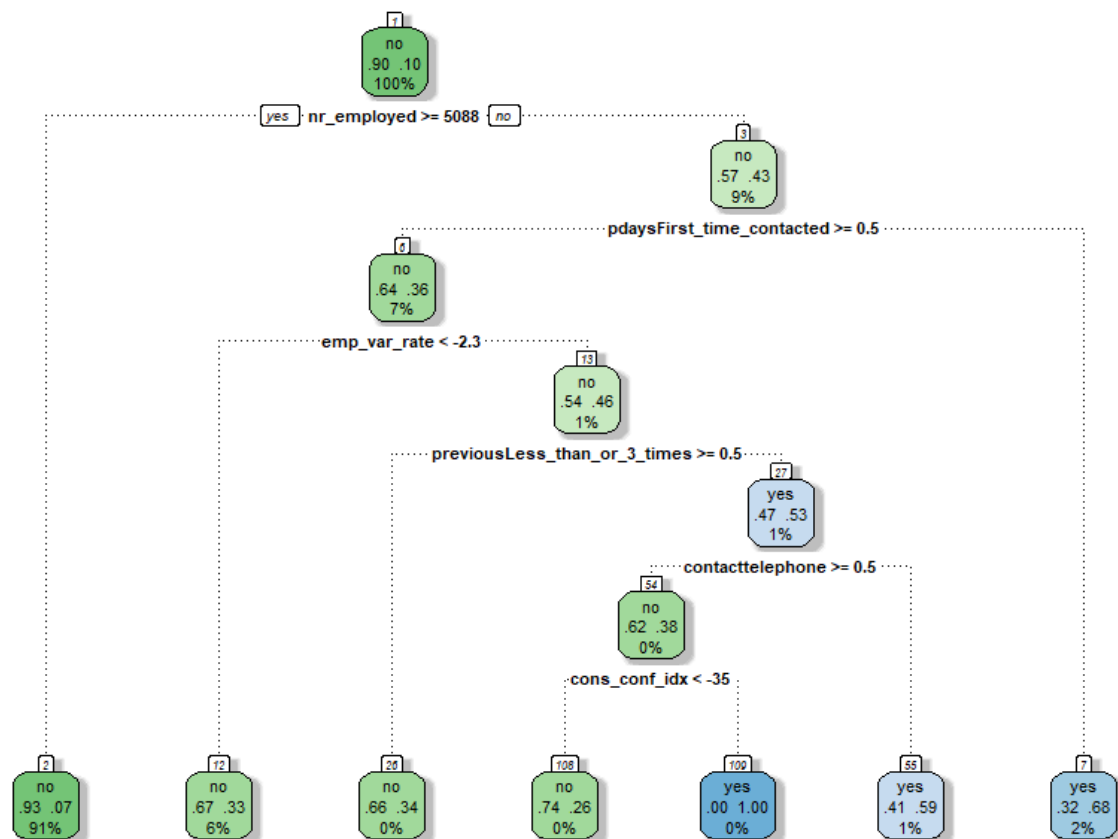 1
no
.90 .10
100%
yes nr_employed >= 5088 no
3
no
.57 .43
9%
pdaysFirst_time_contacted >= 0.5
6
no
.64 .36
7%
emp_var_rate < -2.3
13
no
.54 .46
1%
previousLess_than_or_3_times >= 0.5
27
yes
.47 .53
1%
contacttelephone >= 0.5
54
no
.62 .38
0%
cons_conf_idx < -35
2
no
.93 .07
91%
12
no
.67 .33
6%
26
no
.66 .34
0%
108
no
.74 .26
0%
109
yes
.00 1.00
0%
55
yes
.41 .59
1%
7
yes
.32 .68
2%